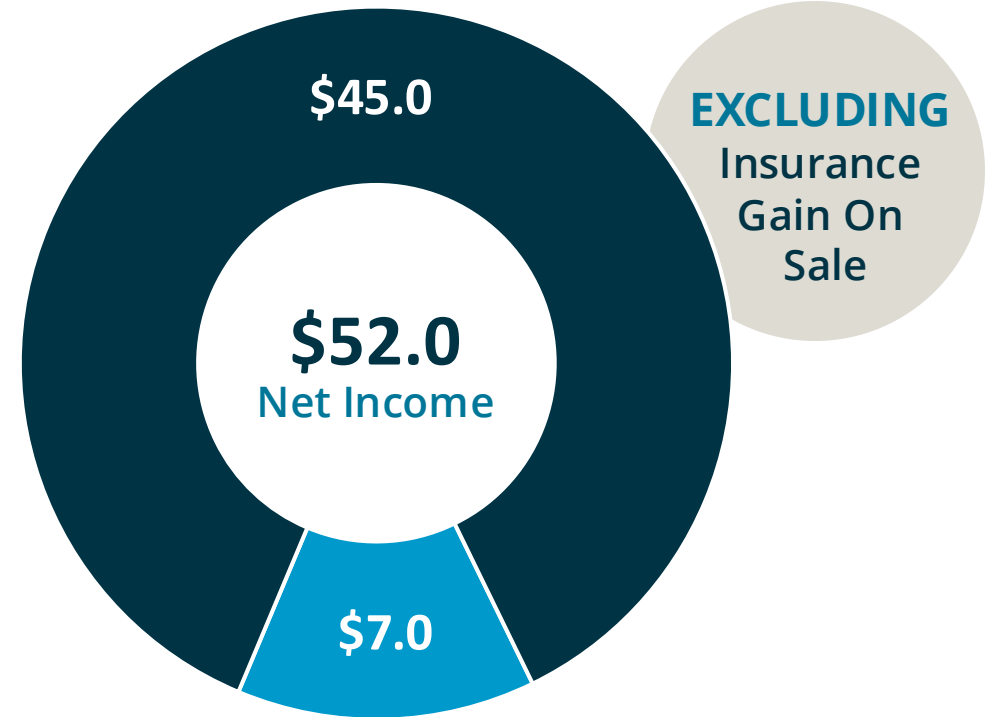 $45.0
EXCLUDING
Insurance
Gain On
Sale
$52.0
Net Income
$7.0